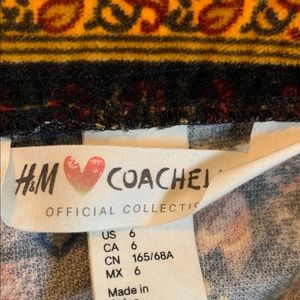 H&M COACHEL
OFFICIAL COLLECTI
US 6
CA 6
CN 165/68A
MX 6
Made in